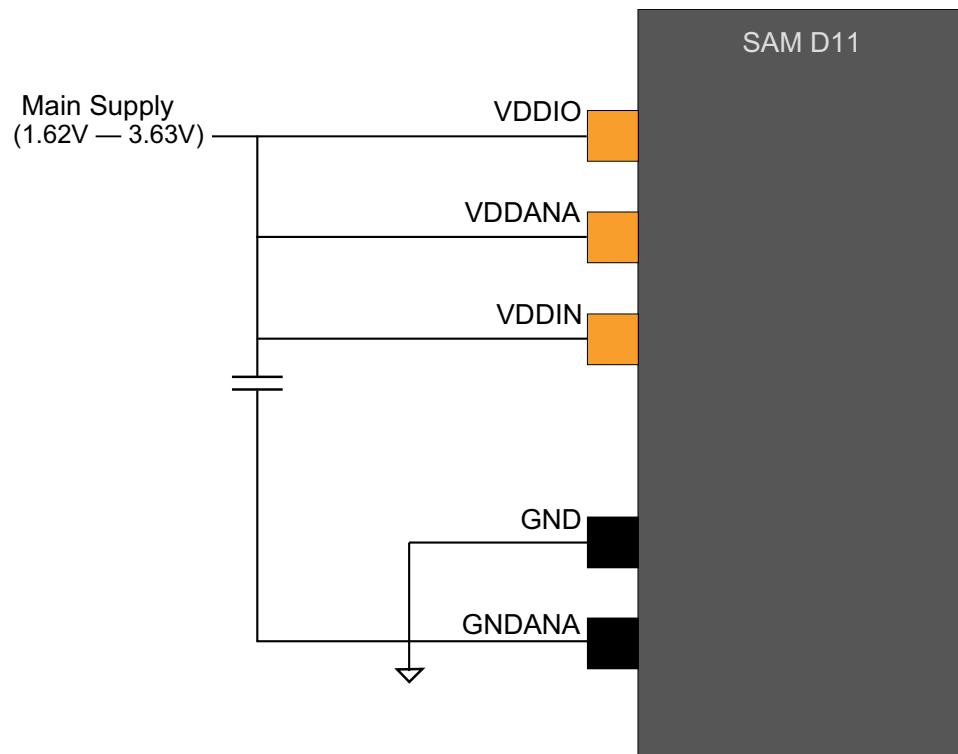 SAM D11
Main Supply
(1.62V — 3.63V)
VDDIO
VDDANA
VDDIN
GND
GNDANA